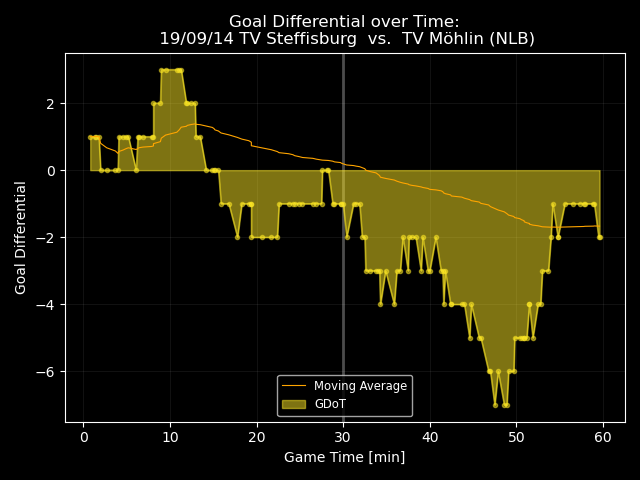 Goal Differential over Time:
19/09/14 TV Steffisburg  vs.  TV Möhlin (NLB)
Goal Differential
2
0
−2
−4
−6
Moving Average
GDoT
0 10 20 30 40 50 60
Game Time [min]